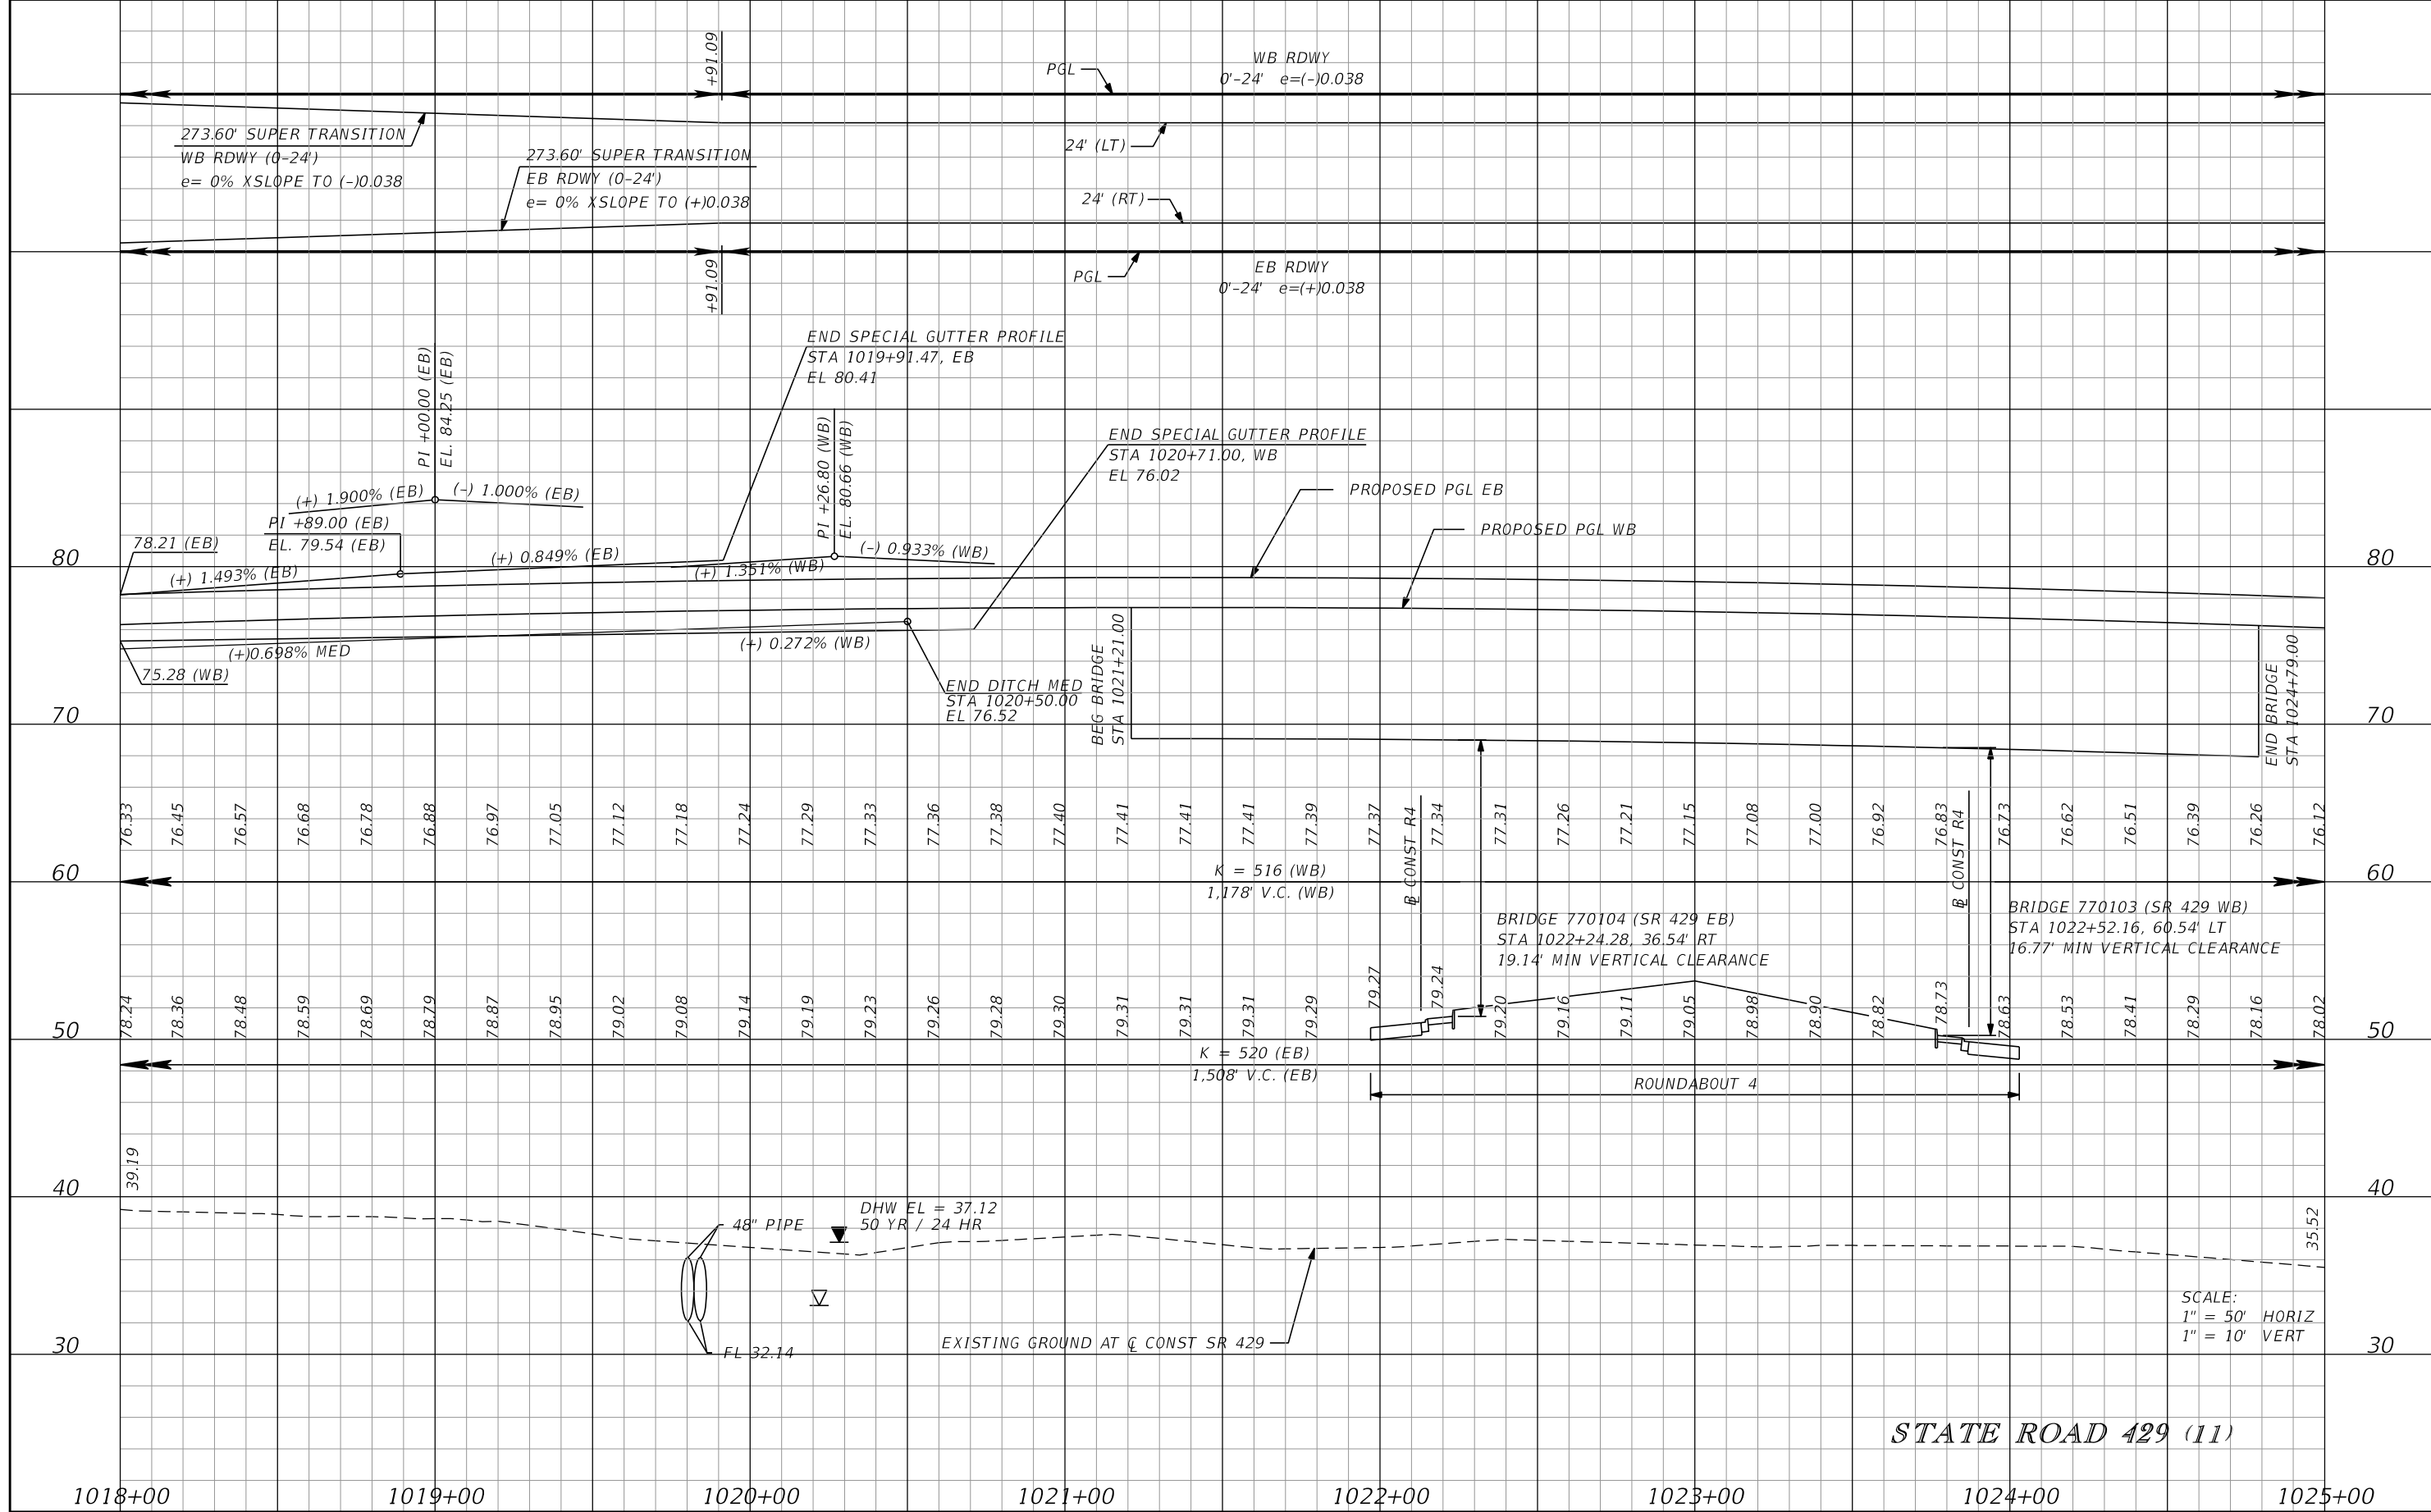 +91.09
PGL
WB RDWY
0'-24' e=(-)0.038
273.60' SUPER TRANSITION
WB RDWY (0-24')
e= 0% XSLOPE TO (-)0.038
24' (LT)
273.60' SUPER TRANSITION
EB RDWY (0-24')
e= 0% XSLOPE TO (+)0.038
24' (RT)
+91.09
PGL
EB RDWY
0'-24' e=(+)0.038
END SPECIAL GUTTER PROFILE
STA 1019+91.47, EB
EL 80.41
PI +00.00 (EB)
EL. 84.25 (EB)
PI +26.80 (WB)
EL. 80.66 (WB)
END SPECIAL GUTTER PROFILE
STA 1020+71.00, WB
EL 76.02
(+) 1.900% (EB)
(-) 1.000% (EB)
PROPOSED PGL EB
PI +89.00 (EB)
EL. 79.54 (EB)
PROPOSED PGL WB
78.21 (EB)
80
(+) 1.493% (EB)
(+) 0.849% (EB)
(+) 1.351% (WB)
(-) 0.933% (WB)
80
(+)0.698% MED
(+) 0.272% (WB)
75.28 (WB)
END DITCH MED
STA 1020+50.00
EL 76.52
BEG BRIDGE
STA 1021+21.00
END BRIDGE
STA 1024+79.00
70
70
76.33 76.45 76.57 76.68 76.78 76.88 76.97 77.05 77.12 77.18 77.24 77.29 77.33 77.36 77.38 77.40 77.41 77.41 77.41 77.39 77.37 77.34 77.31 77.26 77.21 77.15 77.08 77.00 76.92 76.83 76.73 76.62 76.51 76.39 76.26 76.12
℄ CONST R4
℄ CONST R4
60
K = 516 (WB)
1,178' V.C. (WB)
60
BRIDGE 770104 (SR 429 EB)
STA 1022+24.28, 36.54' RT
19.14' MIN VERTICAL CLEARANCE
BRIDGE 770103 (SR 429 WB)
STA 1022+52.16, 60.54' LT
16.77' MIN VERTICAL CLEARANCE
78.24 78.36 78.48 78.59 78.69 78.79 78.87 78.95 79.02 79.08 79.14 79.19 79.23 79.26 79.28 79.30 79.31 79.31 79.31 79.29 79.27 79.24 79.20 79.16 79.11 79.05 78.98 78.90 78.82 78.73 78.63 78.53 78.41 78.29 78.16 78.02
50
50
K = 520 (EB)
1,508' V.C. (EB)
ROUNDABOUT 4
39.19
40
40
48" PIPE
DHW EL = 37.12
50 YR / 24 HR
35.52
FL 32.14
EXISTING GROUND AT ℄ CONST SR 429
SCALE:
1" = 50' HORIZ
1" = 10' VERT
30
30
STATE ROAD 429 (11)
1018+00 1019+00 1020+00 1021+00 1022+00 1023+00 1024+00 1025+00